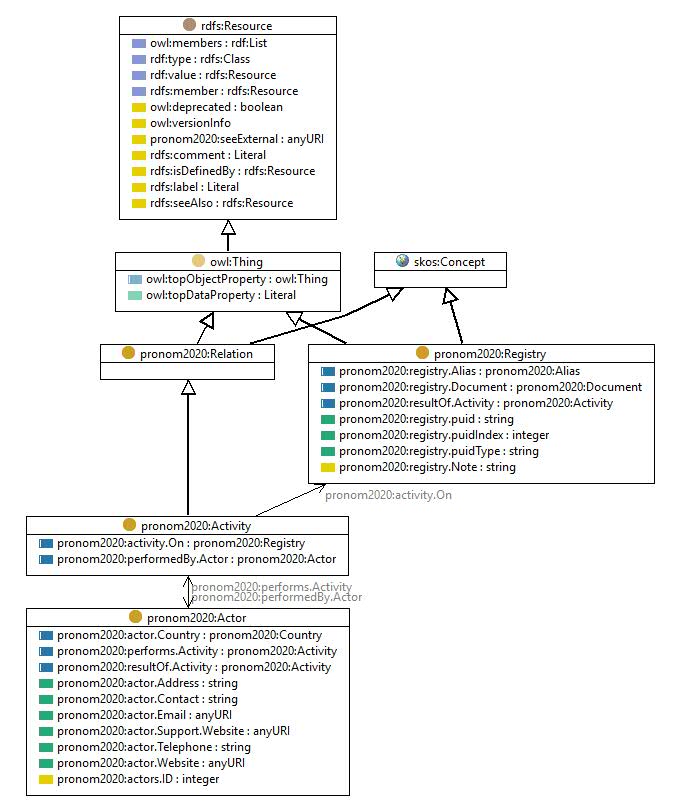 rdfs:Resource
owl:members : rdf:List
rdf:type : rdfs:Class
rdf:value : rdfs:Resource
rdfs:member : rdfs:Resource
owl:deprecated : boolean
owl:versionInfo
pronom2020:seeExternal : anyURI
rdfs:comment : Literal
rdfs:isDefinedBy : rdfs:Resource
rdfs:label : Literal
rdfs:seeAlso : rdfs:Resource
owl:Thing
owl:topObjectProperty : owl:Thing
owl:topDataProperty : Literal
skos:Concept
pronom2020:Relation
pronom2020:Registry
pronom2020:registry.Alias : pronom2020:Alias
pronom2020:registry.Document : pronom2020:Document
pronom2020:resultOf.Activity : pronom2020:Activity
pronom2020:registry.puid : string
pronom2020:registry.puidIndex : integer
pronom2020:registry.puidType : string
pronom2020:registry.Note : string
pronom2020:activity.On
pronom2020:Activity
pronom2020:activity.On : pronom2020:Registry
pronom2020:performedBy.Actor : pronom2020:Actor
pronom2020:performs.Activity
pronom2020:performedBy.Actor
pronom2020:Actor
pronom2020:actor.Country : pronom2020:Country
pronom2020:performs.Activity : pronom2020:Activity
pronom2020:resultOf.Activity : pronom2020:Activity
pronom2020:actor.Address : string
pronom2020:actor.Contact : string
pronom2020:actor.Email : anyURI
pronom2020:actor.Support.Website : anyURI
pronom2020:actor.Telephone : string
pronom2020:actor.Website : anyURI
pronom2020:actors.ID : integer